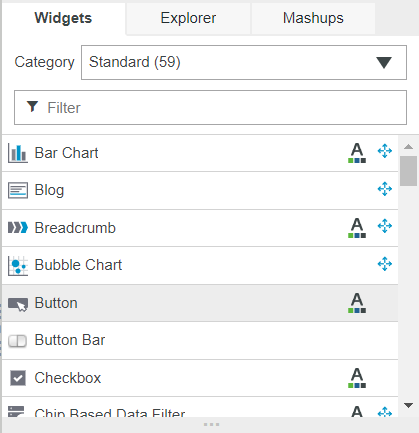 Widgets Explorer Mashups
Category Standard (59)
Filter
Bar Chart A
Blog
Breadcrumb A
Bubble Chart
Button A
Button Bar
Checkbox A
Chip Based Data Filter A